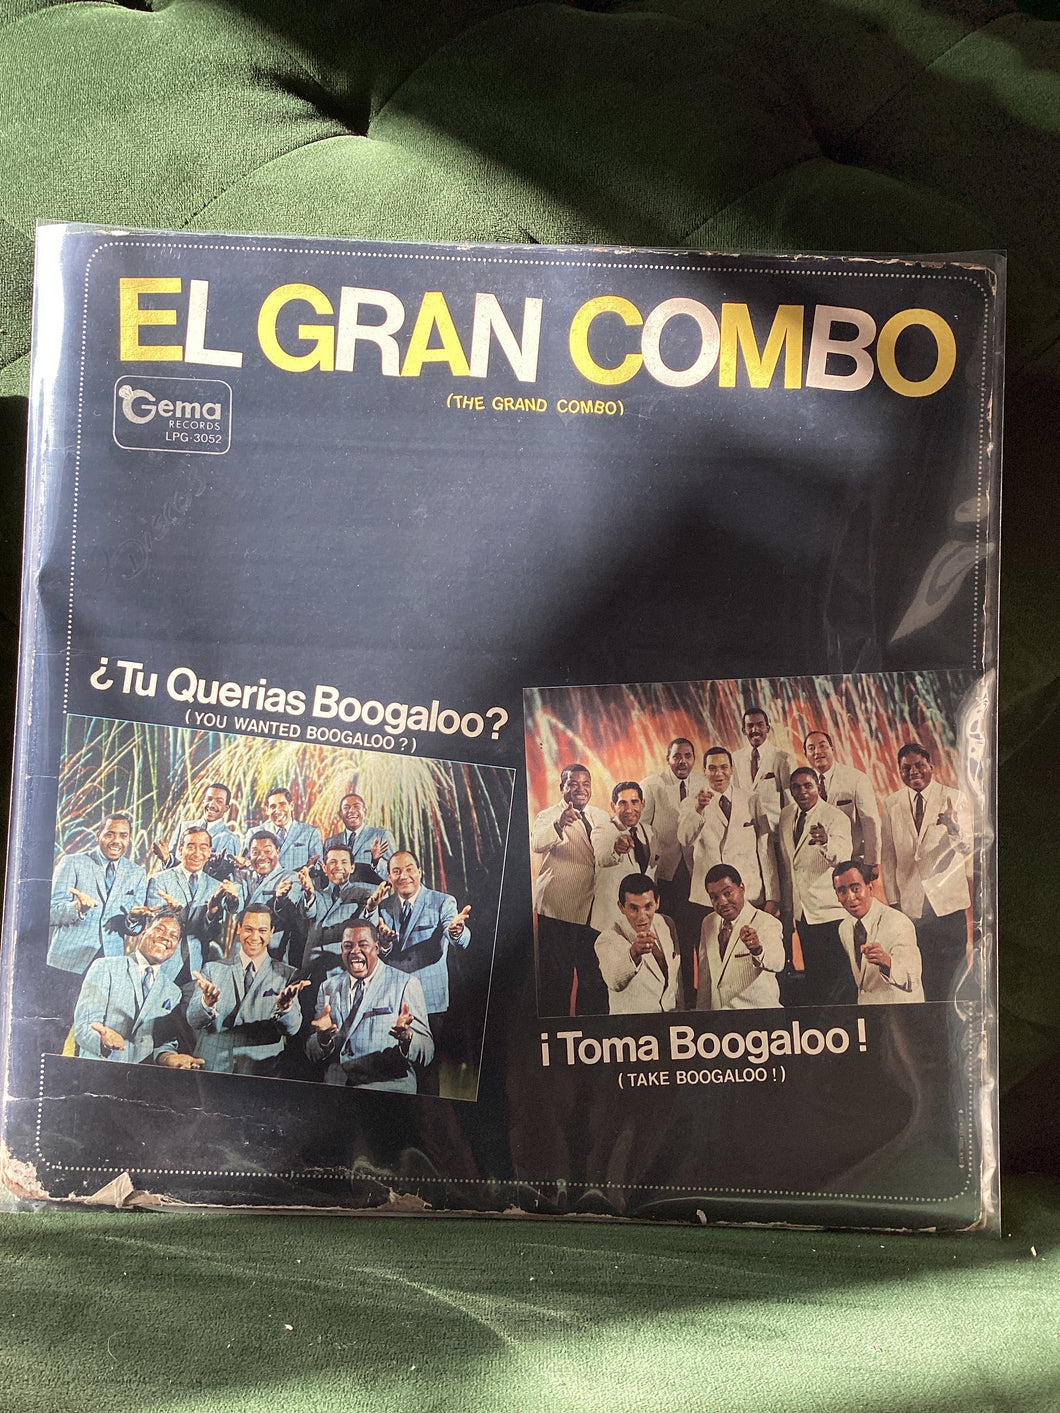 EL GRAN COMBO
(THE GRAND COMBO)
Gema
RECORDS
LPG-3052
¿Tu Querias Boogaloo?
(YOU WANTED BOOGALOO?)
¡Toma Boogaloo!
(TAKE BOOGALOO!)